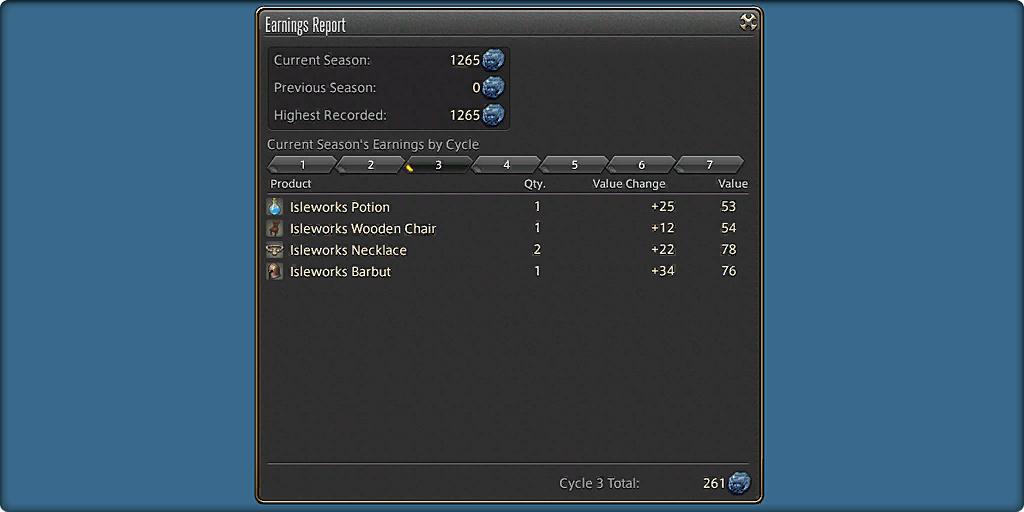 Earnings Report
Current Season: 1265
Previous Season: 0
Highest Recorded: 1265
Current Season's Earnings by Cycle
1 2 3 4 5 6 7
Product Qty. Value Change Value
Isleworks Potion 1 +25 53
Isleworks Wooden Chair 1 +12 54
Isleworks Necklace 2 +22 78
Isleworks Barbut 1 +34 76
Cycle 3 Total: 261